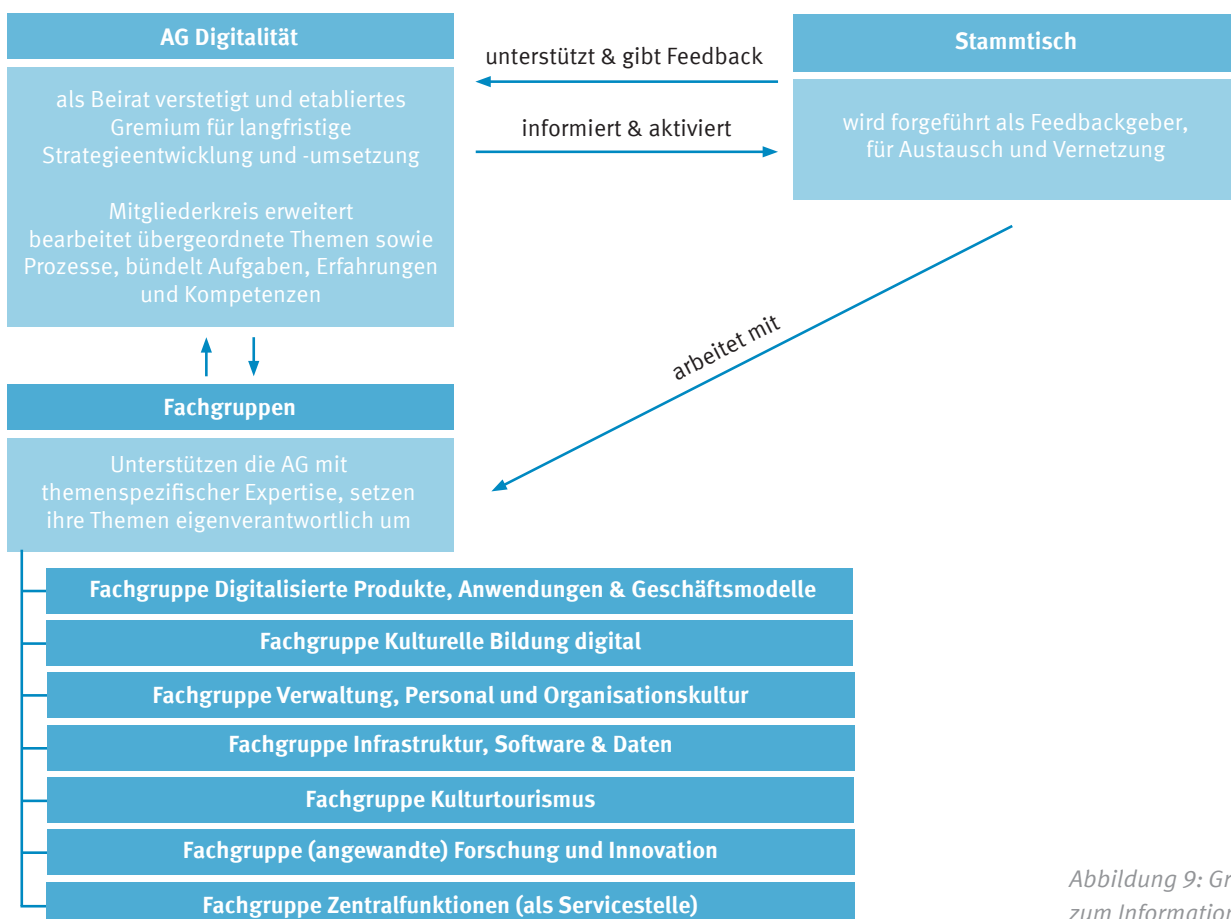 AG Digitalität
als Beirat verstetigt und etabliertes
Gremium für langfristige
Strategieentwicklung und -umsetzung
Mitgliederkreis erweitert
bearbeitet übergeordnete Themen sowie
Prozesse, bündelt Aufgaben, Erfahrungen
und Kompetenzen
unterstützt & gibt Feedback
informiert & aktiviert
Stammtisch
wird forgeführt als Feedbackgeber,
für Austausch und Vernetzung
arbeitet mit
Fachgruppen
Unterstützen die AG mit
themenspezifischer Expertise, setzen
ihre Themen eigenverantwortlich um
Fachgruppe Digitalisierte Produkte, Anwendungen & Geschäftsmodelle
Fachgruppe Kulturelle Bildung digital
Fachgruppe Verwaltung, Personal und Organisationskultur
Fachgruppe Infrastruktur, Software & Daten
Fachgruppe Kulturtourismus
Fachgruppe (angewandte) Forschung und Innovation
Fachgruppe Zentralfunktionen (als Servicestelle)
Abbildung 9:
zum